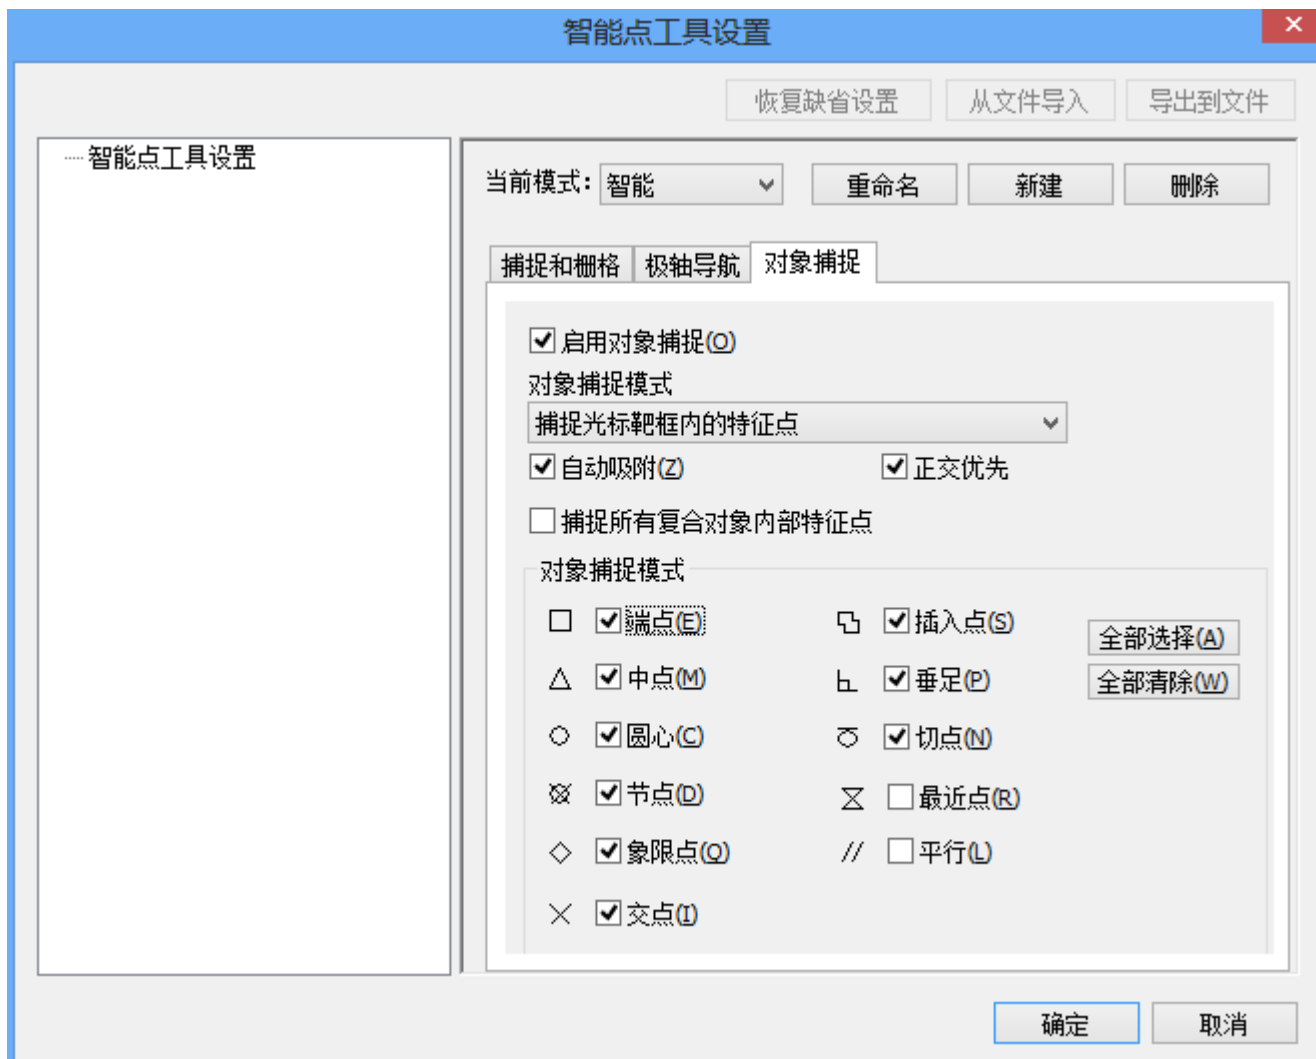 智能点工具设置
恢复缺省设置 从文件导入 导出到文件
智能点工具设置
当前模式: 智能 重命名 新建 删除
捕捉和栅格 极轴导航 对象捕捉
启用对象捕捉(O)
对象捕捉模式
捕捉光标靶框内的特征点
自动吸附(Z) 正交优先
捕捉所有复合对象内部特征点
对象捕捉模式
端点(E) 插入点(S) 全部选择(A)
中点(M) 垂足(P) 全部清除(W)
圆心(C) 切点(N)
节点(D) 最近点(R)
象限点(Q) 平行(L)
交点(I)
确定 取消